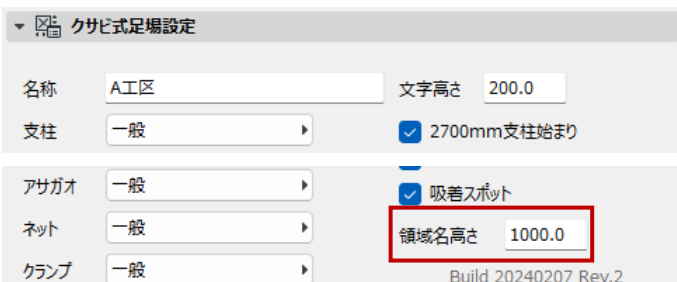 クサビ式足場設定
名称 A工区 文字高さ 200.0
支柱 一般 2700mm支柱始まり
アサガオ 一般 吸着スポット
ネット 一般 領域名高さ 1000.0
クランプ 一般 Build 20240207 Rev.2